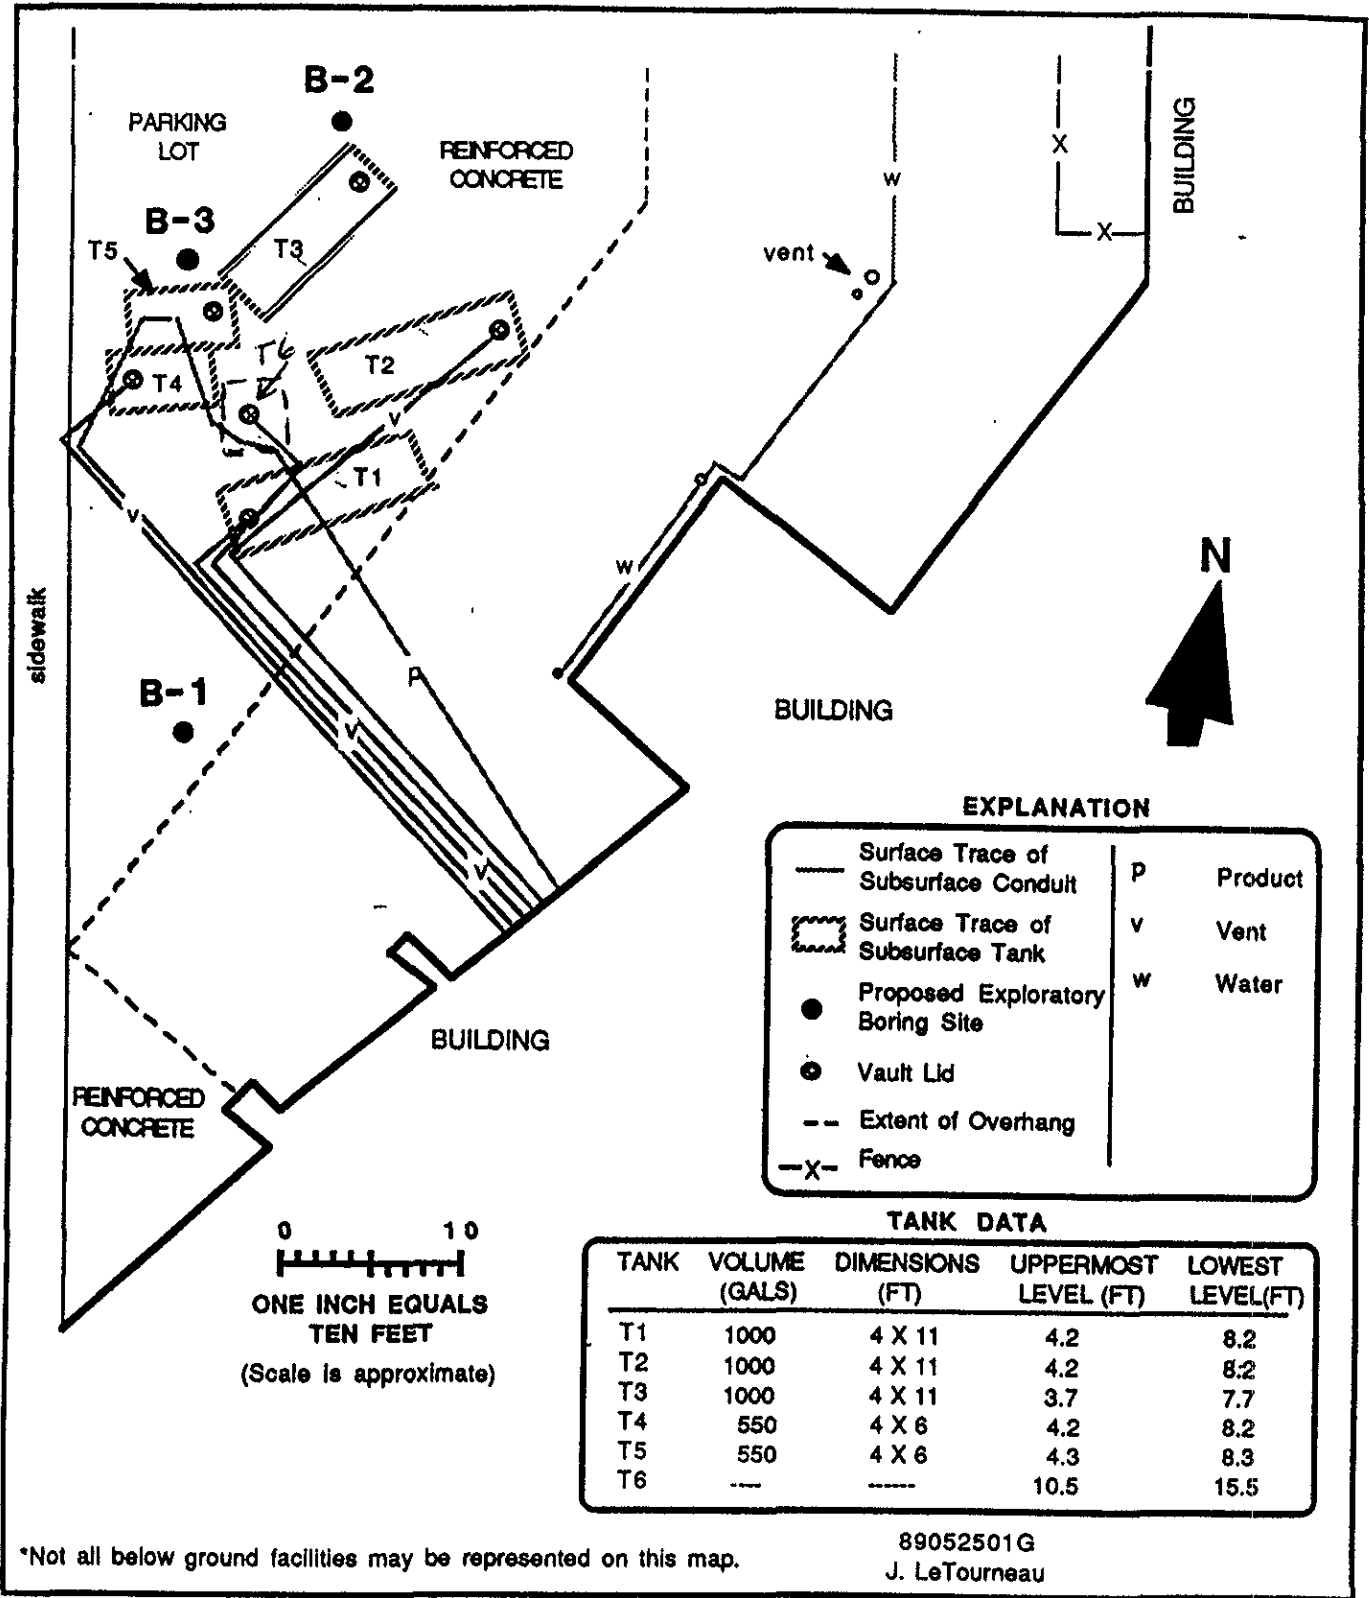 B-2
PARKING
LOT
REINFORCED
CONCRETE
B-3
T5
T3
T6
T2
T4
v
T1
v
w
vent
X
X
BUILDING
N
sidewalk
w
p
B-1
v
v
BUILDING
BUILDING
REINFORCED
CONCRETE
0 10
ONE INCH EQUALS
TEN FEET
(Scale is approximate)
EXPLANATION
Surface Trace of
Subsurface Conduit
Surface Trace of
Subsurface Tank
Proposed Exploratory
Boring Site
Vault Lid
Extent of Overhang
X Fence
p Product
v Vent
w Water
TANK DATA
TANK VOLUME DIMENSIONS UPPERMOST LOWEST
(GALS) (FT) LEVEL (FT) LEVEL(FT)
T1 1000 4 X 11 4.2 8.2
T2 1000 4 X 11 4.2 8.2
T3 1000 4 X 11 3.7 7.7
T4 550 4 X 6 4.2 8.2
T5 550 4 X 6 4.3 8.3
T6 ---- ------ 10.5 15.5
*Not all below ground facilities may be represented on this map.
89052501G
J. LeTourneau